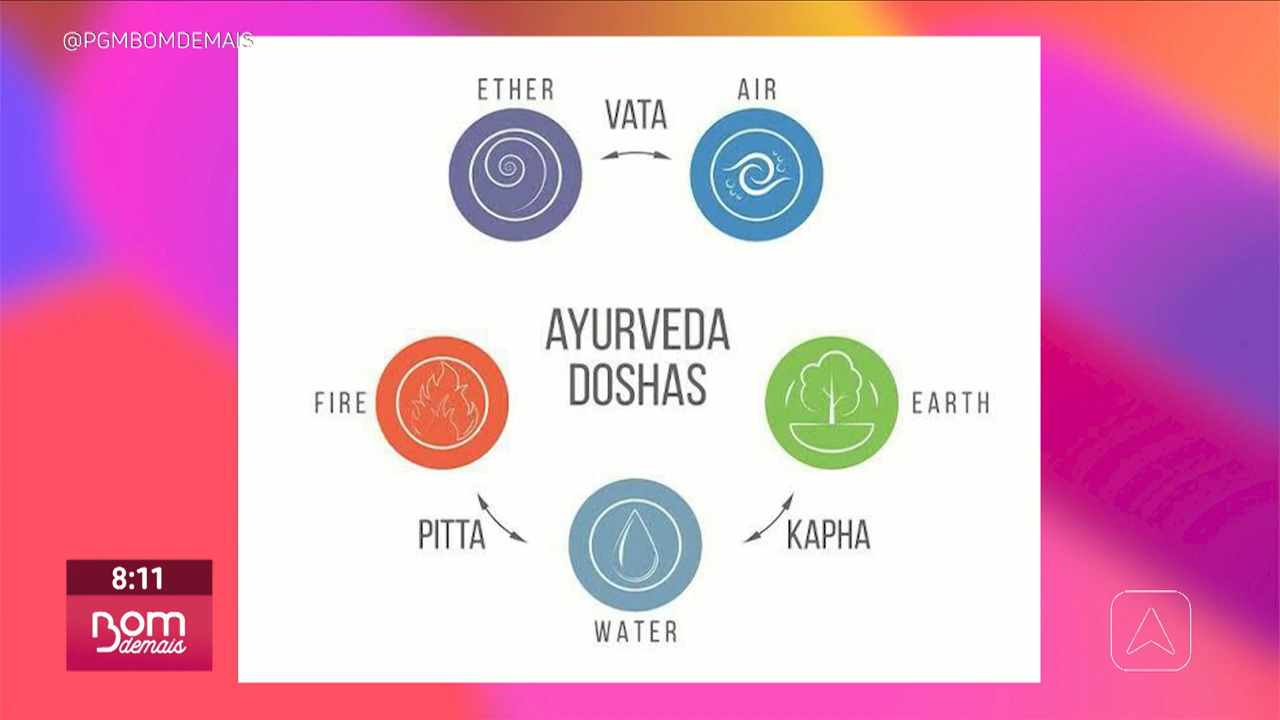 @PGMBOMDEMAIS
ETHER
VATA
AIR
AYURVEDA
DOSHAS
FIRE
EARTH
PITTA
KAPHA
WATER
8:11
Bom
demais